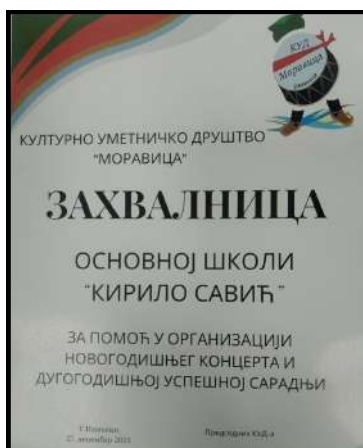 КУД
Моравица
КУЛТУРНО УМЕТНИЧКО ДРУШТВО
"МОРАВИЦА"
ЗАХВАЛНИЦА
ОСНОВНОЈ ШКОЛИ
"КИРИЛО САВИЋ"
ЗА ПОМОЋ У ОРГАНИЗАЦИЈИ
НОВОГОДИШЊЕГ КОНЦЕРТА И
ДУГОГОДИШЊОЈ УСПЕШНОЈ САРАДЊИ
Председник КУД-а